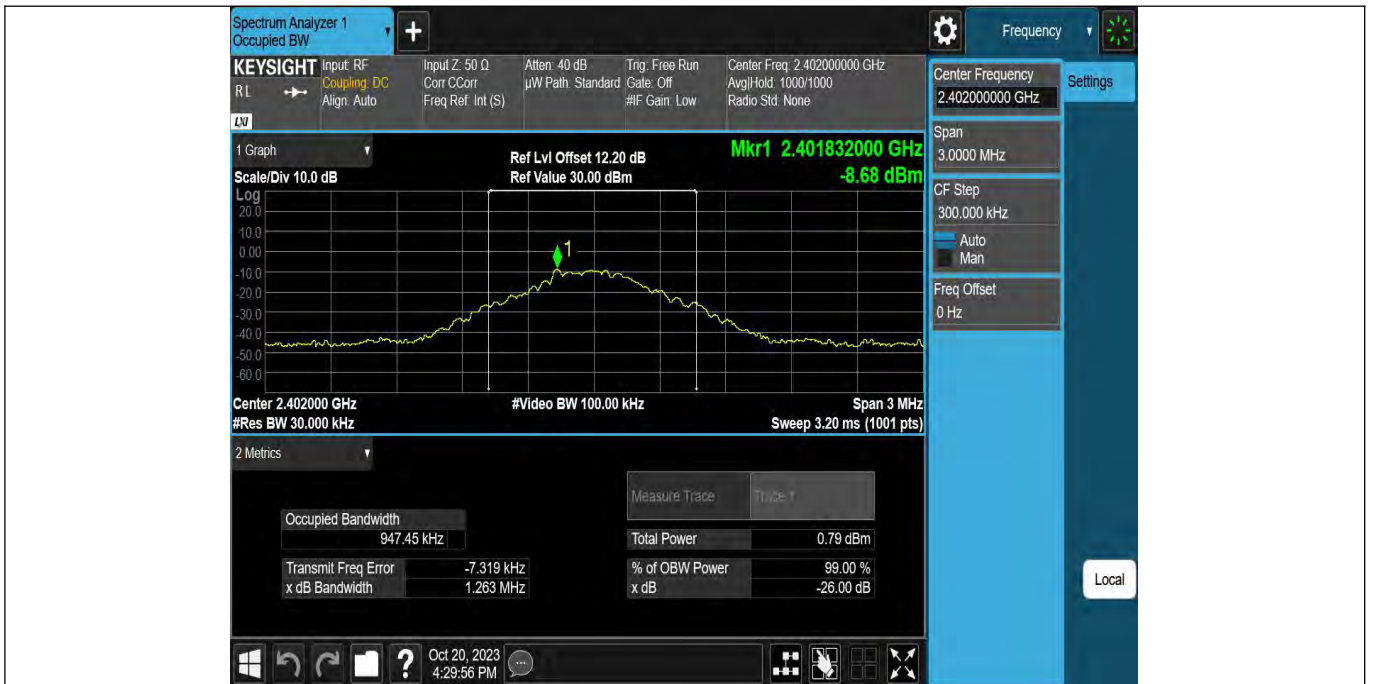 Spectrum Analyzer 1
Occupied BW
+
Frequency
KEYSIGHT
RL
LXI
Input: RF
Coupling: DC
Align: Auto
Input Z: 50 Ω
Corr CCorr
Freq Ref: Int (S)
Atten: 40 dB
µW Path: Standard
Trig: Free Run
Gate: Off
#IF Gain: Low
Center Freq: 2.402000000 GHz
Avg|Hold: 1000/1000
Radio Std: None
Center Frequency
2.402000000 GHz
Settings
Span
3.0000 MHz
CF Step
300.000 kHz
Auto
Man
Freq Offset
0 Hz
Local
1 Graph
Scale/Div 10.0 dB
Ref Lvl Offset 12.20 dB
Ref Value 30.00 dBm
Mkr1 2.401832000 GHz
-8.68 dBm
Log
20.0
10.0
0.00
-10.0
-20.0
-30.0
-40.0
-50.0
-60.0
1
Center 2.402000 GHz
#Video BW 100.00 kHz
Span 3 MHz
#Res BW 30.000 kHz
Sweep 3.20 ms (1001 pts)
2 Metrics
Measure Trace
Trace 1
Occupied Bandwidth
947.45 kHz
Total Power 0.79 dBm
Transmit Freq Error -7.319 kHz
% of OBW Power 99.00 %
x dB Bandwidth 1.263 MHz
x dB -26.00 dB
?
Oct 20, 2023
4:29:56 PM